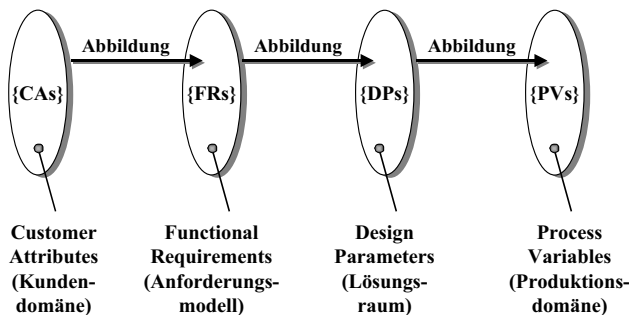 Abbildung Abbildung Abbildung
{CAs} {FRs} {DPs} {PVs}
Customer
Attributes
(Kunden-
domäne)
Functional
Requirements
(Anforderungs-
modell)
Design
Parameters
(Lösungs-
raum)
Process
Variables
(Produktions-
domäne)